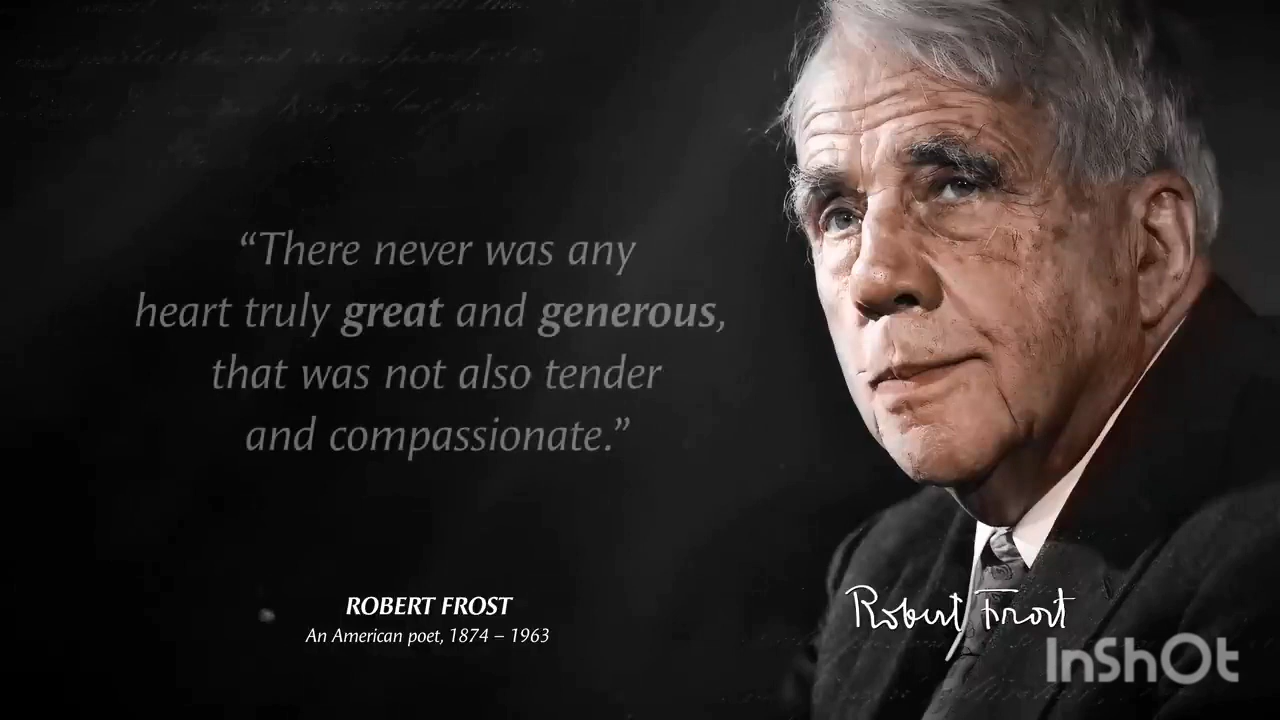 “There never was any
heart truly great and generous,
that was not also tender
and compassionate.”
ROBERT FROST
An American poet, 1874 – 1963
Robert Frost
InShOt